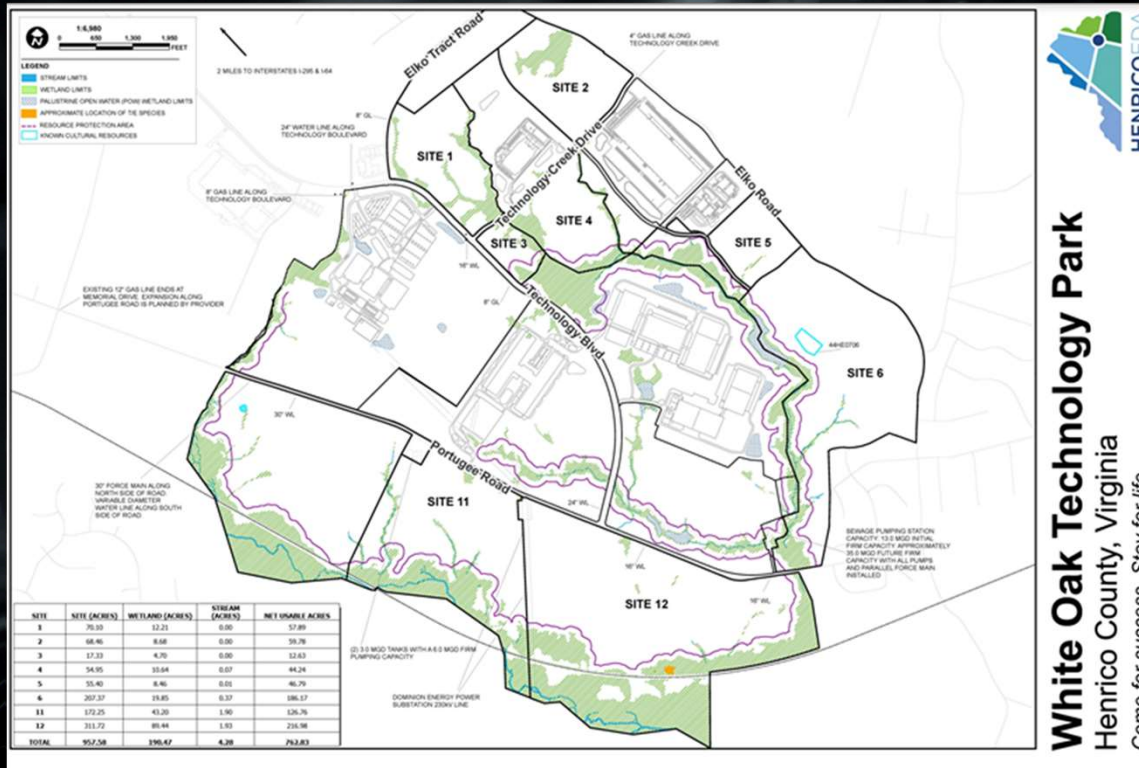 1:6,980
0 650 1,300 1,950
FEET
LEGEND
STREAM LIMITS
WETLAND LIMITS
PALUSTRINE OPEN WATER (POW) WETLAND LIMITS
APPROXIMATE LOCATION OF T/E SPECIES
RESOURCE PROTECTION AREA
KNOWN CULTURAL RESOURCES
2 MILES TO INTERSTATES I-295 & I-64
Elko Tract Road
4" GAS LINE ALONG
TECHNOLOGY CREEK DRIVE
SITE 2
8" GL
24" WATER LINE ALONG
TECHNOLOGY BOULEVARD
SITE 1
Technology Creek Drive
Elko Road
8" GAS LINE ALONG
TECHNOLOGY BOULEVARD
SITE 4
SITE 3
SITE 5
16" WL
EXISTING 12" GAS LINE ENDS AT
MEMORIAL DRIVE. EXPANSION ALONG
PORTUGEE ROAD IS PLANNED BY PROVIDER
8" GL
Technology Blvd
44HE0706
SITE 6
30" WL
Portugee Road
SITE 11
24" WL
30" FORCE MAIN ALONG
NORTH SIDE OF ROAD.
VARIABLE DIAMETER
WATER LINE ALONG SOUTH
SIDE OF ROAD
SEWAGE PUMPING STATION
CAPACITY: 13.0 MGD INITIAL
FIRM CAPACITY APPROXIMATELY
35.0 MGD FUTURE FIRM
CAPACITY WITH ALL PUMPS
AND PARALLEL FORCE MAIN
INSTALLED
16" WL
SITE 12
16" WL
(2) 3.0 MGD TANKS WITH A 6.0 MGD FIRM
PUMPING CAPACITY
DOMINION ENERGY POWER
SUBSTATION 230kV LINE
SITE SITE (ACRES) WETLAND (ACRES) STREAM (ACRES) NET USABLE ACRES
1 70.10 12.21 0.00 57.89
2 68.46 8.68 0.00 59.78
3 17.33 4.70 0.00 12.63
4 54.95 10.64 0.07 44.24
5 55.40 8.46 0.01 46.79
6 207.37 19.85 0.37 186.17
11 172.25 43.20 1.90 126.76
12 311.72 89.44 1.93 216.98
TOTAL 957.58 190.47 4.28 762.83
HENRICOEDA
White Oak Technology Park
Henrico County, Virginia
Come for success. Stay for life.